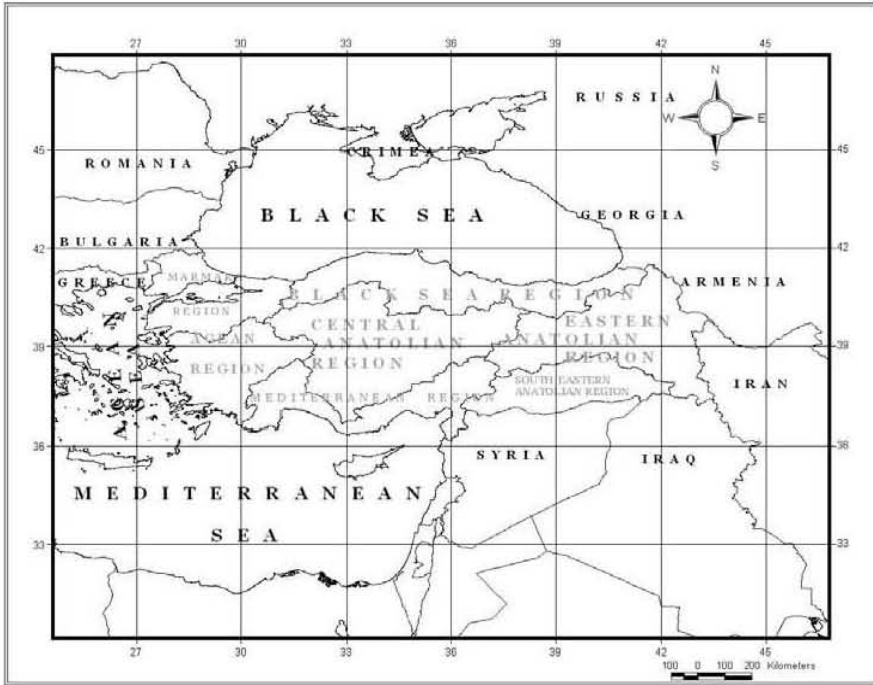 27 30 33 36 39 42 45
N
RUSSIA
W E
S
45 CRIMEA 45
ROMANIA
BLACK SEA GEORGIA
BULGARIA
42 42
MARMARA
GREECE ARMENIA
BLACK SEA REGION
REGION
CENTRAL EASTERN
AGEAN ANATOLIAN ANATOLIAN
39 39
REGION REGION REGION
AGEAN SEA
SOUTH EASTERN IRAN
ANATOLIAN REGION
MEDITERRANEAN REGION
36 36
SYRIA IRAQ
MEDITERRANEAN
SEA
33 33
27 30 33 36 39 42 45
100 0 100 200 Kilometers